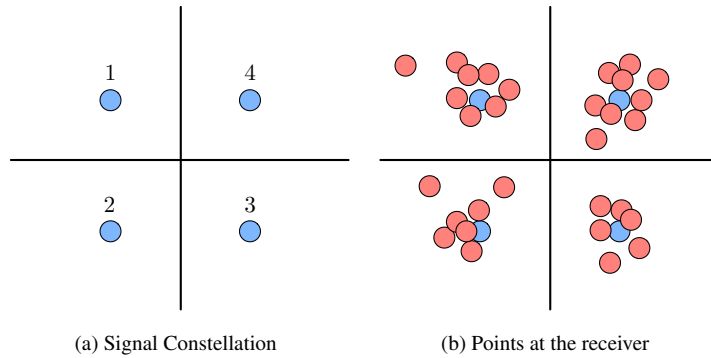 1
4
2
3
(a) Signal Constellation
(b) Points at the receiver